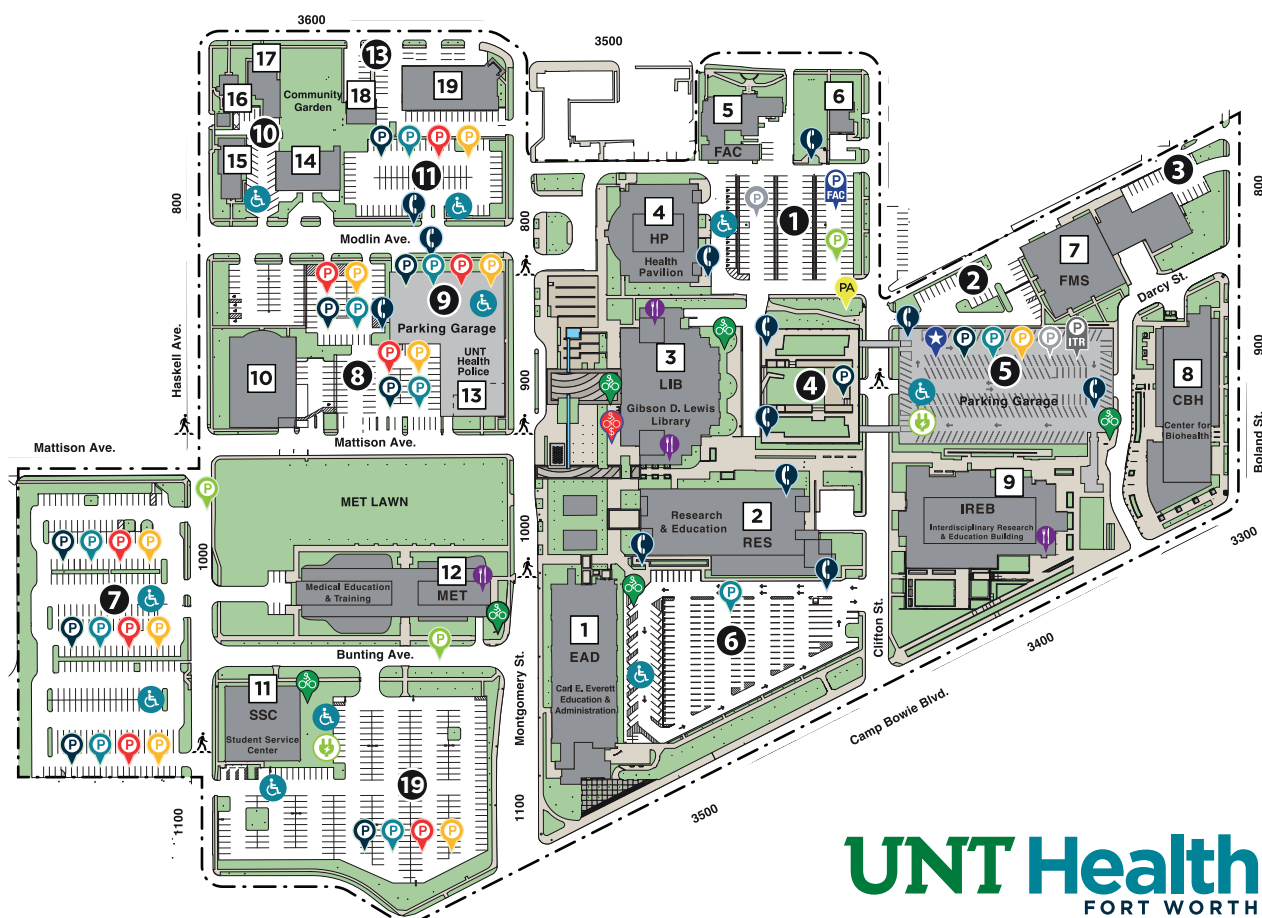 3600
3500
17
13
19
5
6
16
Community
Garden
18
P
P
P
P
10
15
14
11
FAC
3
800
4
HP
Health
Pavilion
P
P
FAC
1
P
800
800
Modlin Ave.
P
P
P
P
9
Parking Garage
P
P
P
P
PA
2
7
FMS
Darcy St.
Haskell Ave.
10
8
P
P
P
P
UNT
Health
Police
13
900
3
LIB
Gibson D. Lewis
Library
$
4
P
P
P
P
P
P
ITR
5
Parking Garage
8
CBH
Center for
Biohealth
900
Boland St.
Mattison Ave.
Mattison Ave.
P
MET LAWN
1000
1000
Research
& Education
2
RES
9
IREB
Interdisciplinary Research
& Education Building
3300
P
P
P
P
7
P
P
P
P
P
P
P
P
12
Medical Education
& Training
MET
P
Bunting Ave.
1
EAD
Carl E. Everett
Education &
Administration
P
6
Clifton St.
3400
11
SSC
Student Service
Center
Montgomery St.
Camp Bowie Blvd.
19
P
P
P
P
1100
1100
3500
UNT Health
FORT WORTH